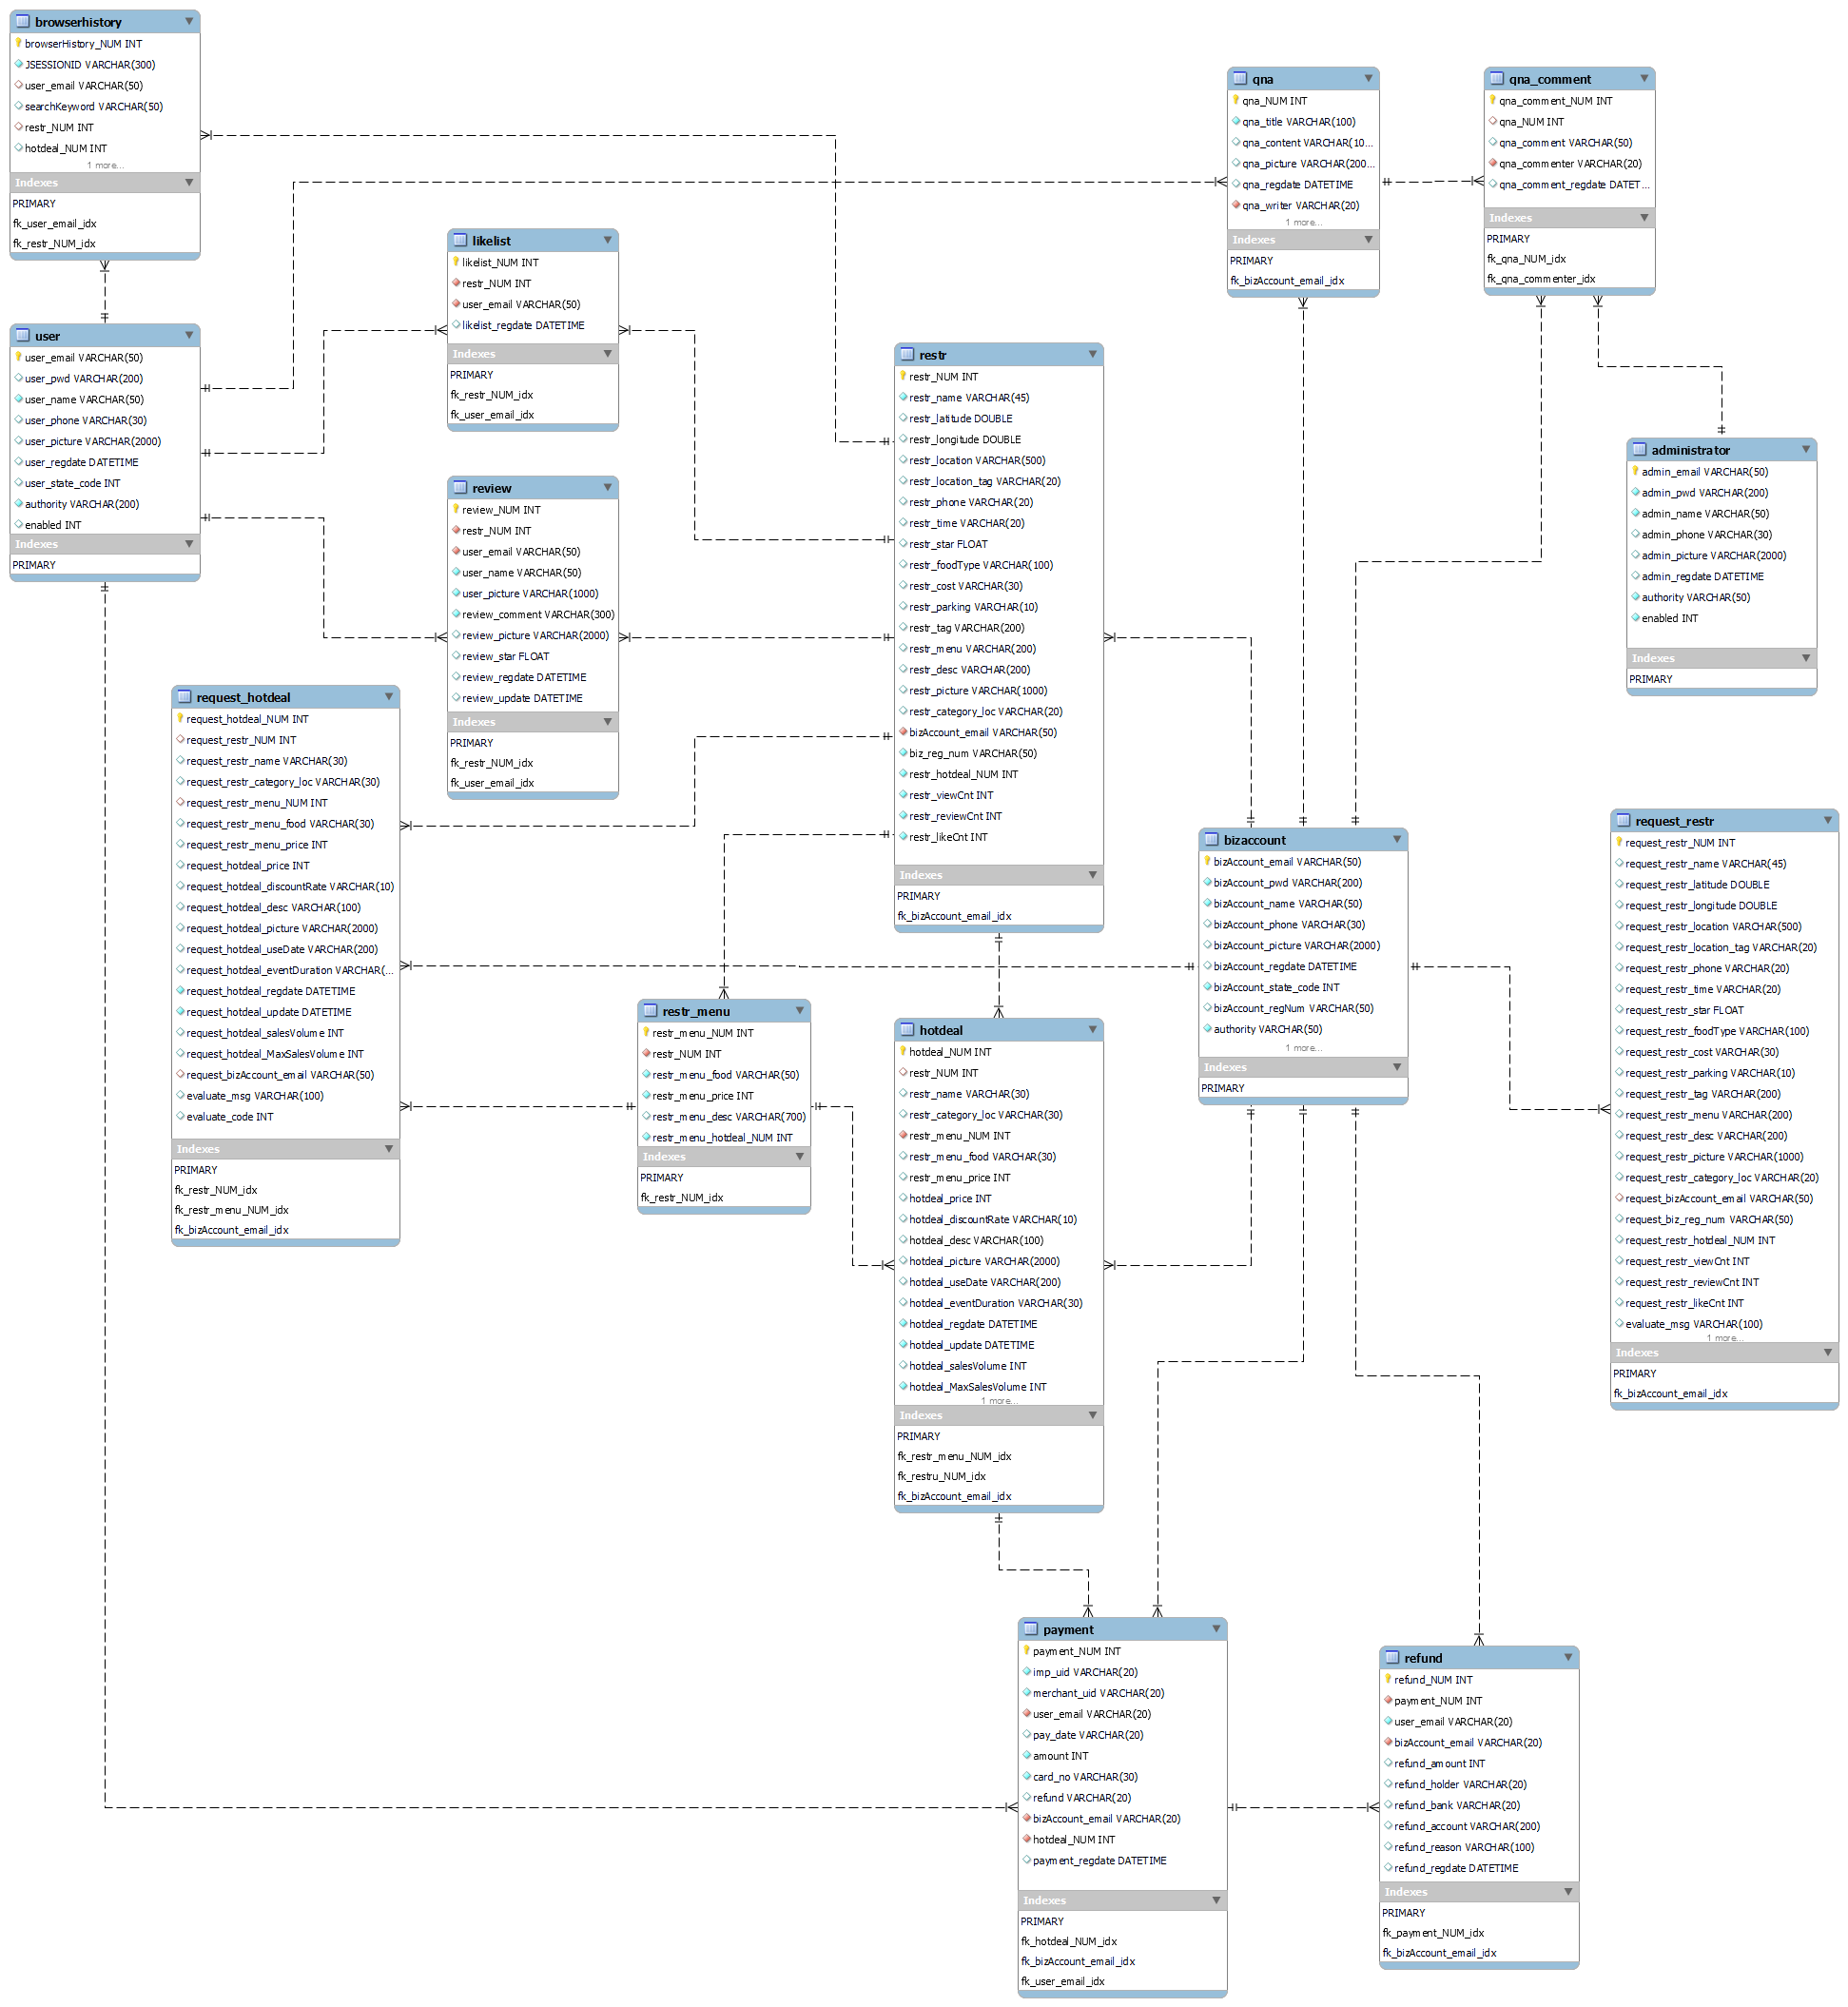 browserhistory
browserHistory_NUM INT
JSESSIONID VARCHAR(300)
user_email VARCHAR(50)
searchKeyword VARCHAR(50)
restr_NUM INT
hotdeal_NUM INT
1 more...
Indexes
PRIMARY
fk_user_email_idx
fk_restr_NUM_idx
qna
qna_NUM INT
qna_title VARCHAR(100)
qna_content VARCHAR(10...
qna_picture VARCHAR(200...
qna_regdate DATETIME
qna_writer VARCHAR(20)
1 more...
Indexes
PRIMARY
fk_bizAccount_email_idx
qna_comment
qna_comment_NUM INT
qna_NUM INT
qna_comment VARCHAR(50)
qna_commenter VARCHAR(20)
qna_comment_regdate DATET...
Indexes
PRIMARY
fk_qna_NUM_idx
fk_qna_commenter_idx
likelist
likelist_NUM INT
restr_NUM INT
user_email VARCHAR(50)
likelist_regdate DATETIME
Indexes
PRIMARY
fk_restr_NUM_idx
fk_user_email_idx
user
user_email VARCHAR(50)
user_pwd VARCHAR(200)
user_name VARCHAR(50)
user_phone VARCHAR(30)
user_picture VARCHAR(2000)
user_regdate DATETIME
user_state_code INT
authority VARCHAR(200)
enabled INT
Indexes
PRIMARY
restr
restr_NUM INT
restr_name VARCHAR(45)
restr_latitude DOUBLE
restr_longitude DOUBLE
restr_location VARCHAR(500)
restr_location_tag VARCHAR(20)
restr_phone VARCHAR(20)
restr_time VARCHAR(20)
restr_star FLOAT
restr_foodType VARCHAR(100)
restr_cost VARCHAR(30)
restr_parking VARCHAR(10)
restr_tag VARCHAR(200)
restr_menu VARCHAR(200)
restr_desc VARCHAR(200)
restr_picture VARCHAR(1000)
restr_category_loc VARCHAR(20)
bizAccount_email VARCHAR(50)
biz_reg_num VARCHAR(50)
restr_hotdeal_NUM INT
restr_viewCnt INT
restr_reviewCnt INT
restr_likeCnt INT
Indexes
PRIMARY
fk_bizAccount_email_idx
administrator
admin_email VARCHAR(50)
admin_pwd VARCHAR(200)
admin_name VARCHAR(50)
admin_phone VARCHAR(30)
admin_picture VARCHAR(2000)
admin_regdate DATETIME
authority VARCHAR(50)
enabled INT
Indexes
PRIMARY
review
review_NUM INT
restr_NUM INT
user_email VARCHAR(50)
user_name VARCHAR(50)
user_picture VARCHAR(1000)
review_comment VARCHAR(300)
review_picture VARCHAR(2000)
review_star FLOAT
review_regdate DATETIME
review_update DATETIME
Indexes
PRIMARY
fk_restr_NUM_idx
fk_user_email_idx
request_hotdeal
request_hotdeal_NUM INT
request_restr_NUM INT
request_restr_name VARCHAR(30)
request_restr_category_loc VARCHAR(30)
request_restr_menu_NUM INT
request_restr_menu_food VARCHAR(30)
request_restr_menu_price INT
request_hotdeal_price INT
request_hotdeal_discountRate VARCHAR(10)
request_hotdeal_desc VARCHAR(100)
request_hotdeal_picture VARCHAR(2000)
request_hotdeal_useDate VARCHAR(200)
request_hotdeal_eventDuration VARCHAR(...
request_hotdeal_regdate DATETIME
request_hotdeal_update DATETIME
request_hotdeal_salesVolume INT
request_hotdeal_MaxSalesVolume INT
request_bizAccount_email VARCHAR(50)
evaluate_msg VARCHAR(100)
evaluate_code INT
Indexes
PRIMARY
fk_restr_NUM_idx
fk_restr_menu_NUM_idx
fk_bizAccount_email_idx
bizaccount
bizAccount_email VARCHAR(50)
bizAccount_pwd VARCHAR(200)
bizAccount_name VARCHAR(50)
bizAccount_phone VARCHAR(30)
bizAccount_picture VARCHAR(2000)
bizAccount_regdate DATETIME
bizAccount_state_code INT
bizAccount_regNum VARCHAR(50)
authority VARCHAR(50)
1 more...
Indexes
PRIMARY
request_restr
request_restr_NUM INT
request_restr_name VARCHAR(45)
request_restr_latitude DOUBLE
request_restr_longitude DOUBLE
request_restr_location VARCHAR(500)
request_restr_location_tag VARCHAR(20)
request_restr_phone VARCHAR(20)
request_restr_time VARCHAR(20)
request_restr_star FLOAT
request_restr_foodType VARCHAR(100)
request_restr_cost VARCHAR(30)
request_restr_parking VARCHAR(10)
request_restr_tag VARCHAR(200)
request_restr_menu VARCHAR(200)
request_restr_desc VARCHAR(200)
request_restr_picture VARCHAR(1000)
request_restr_category_loc VARCHAR(20)
request_bizAccount_email VARCHAR(50)
request_biz_reg_num VARCHAR(50)
request_restr_hotdeal_NUM INT
request_restr_viewCnt INT
request_restr_reviewCnt INT
request_restr_likeCnt INT
evaluate_msg VARCHAR(100)
1 more...
Indexes
PRIMARY
fk_bizAccount_email_idx
restr_menu
restr_menu_NUM INT
restr_NUM INT
restr_menu_food VARCHAR(50)
restr_menu_price INT
restr_menu_desc VARCHAR(700)
restr_menu_hotdeal_NUM INT
Indexes
PRIMARY
fk_restr_NUM_idx
hotdeal
hotdeal_NUM INT
restr_NUM INT
restr_name VARCHAR(30)
restr_category_loc VARCHAR(30)
restr_menu_NUM INT
restr_menu_food VARCHAR(30)
restr_menu_price INT
hotdeal_price INT
hotdeal_discountRate VARCHAR(10)
hotdeal_desc VARCHAR(100)
hotdeal_picture VARCHAR(2000)
hotdeal_useDate VARCHAR(200)
hotdeal_eventDuration VARCHAR(30)
hotdeal_regdate DATETIME
hotdeal_update DATETIME
hotdeal_salesVolume INT
hotdeal_MaxSalesVolume INT
1 more...
Indexes
PRIMARY
fk_restr_menu_NUM_idx
fk_restru_NUM_idx
fk_bizAccount_email_idx
payment
payment_NUM INT
imp_uid VARCHAR(20)
merchant_uid VARCHAR(20)
user_email VARCHAR(20)
pay_date VARCHAR(20)
amount INT
card_no VARCHAR(30)
refund VARCHAR(20)
bizAccount_email VARCHAR(20)
hotdeal_NUM INT
payment_regdate DATETIME
Indexes
PRIMARY
fk_hotdeal_NUM_idx
fk_bizAccount_email_idx
fk_user_email_idx
refund
refund_NUM INT
payment_NUM INT
user_email VARCHAR(20)
bizAccount_email VARCHAR(20)
refund_amount INT
refund_holder VARCHAR(20)
refund_bank VARCHAR(20)
refund_account VARCHAR(200)
refund_reason VARCHAR(100)
refund_regdate DATETIME
Indexes
PRIMARY
fk_payment_NUM_idx
fk_bizAccount_email_idx